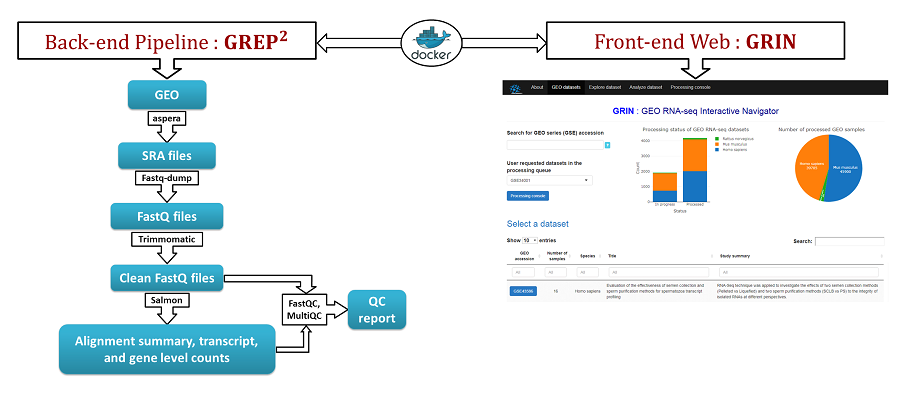 Back-end Pipeline : GREP²
docker
Front-end Web : GRIN
GEO
aspera
SRA files
Fastq-dump
FastQ files
Trimmomatic
Clean FastQ files
Salmon
FastQC,
MultiQC
QC
report
Alignment summary, transcript,
and gene level counts
About GEO datasets Explore dataset Analyze dataset Processing console
GRIN : GEO RNA-seq Interactive Navigator
Search for GEO series (GSE) accession
User requested datasets in the
processing queue
Processing console
Processing status of GEO RNA-seq datasets
Rattus norvegicus
Mus musculus
Homo sapiens
4000
3000
2000
1000
0
Count
In progress Processed
Status
Number of processed GEO samples
Homo sapiens
Mus musculus
Select a dataset
Show 10 entries
Search:
GEO
accession
Number of
samples
Species
Title
Study summary
All All All All All
16
Homo sapiens
Evaluation of the effectiveness of semen collection and
sperm purification methods for spermatozoa transcript
profiling.
RNA-Seq technique was applied to investigate the effects of two semen collection methods
(Pelleted vs Liquefied) and two sperm purification methods (SCLB vs PS) to the integrity of
isolated RNAs at different perspectives.